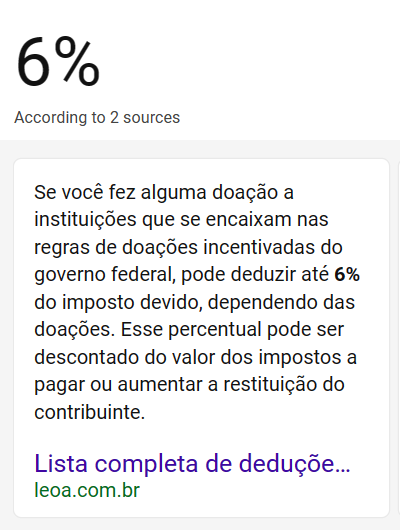 6%
According to 2 sources
Se você fez alguma doação a
instituições que se encaixam nas
regras de doações incentivadas do
governo federal, pode deduzir até 6%
do imposto devido, dependendo das
doações. Esse percentual pode ser
descontado do valor dos impostos a
pagar ou aumentar a restituição do
contribuinte.
Lista completa de deduçõe...
leoa.com.br